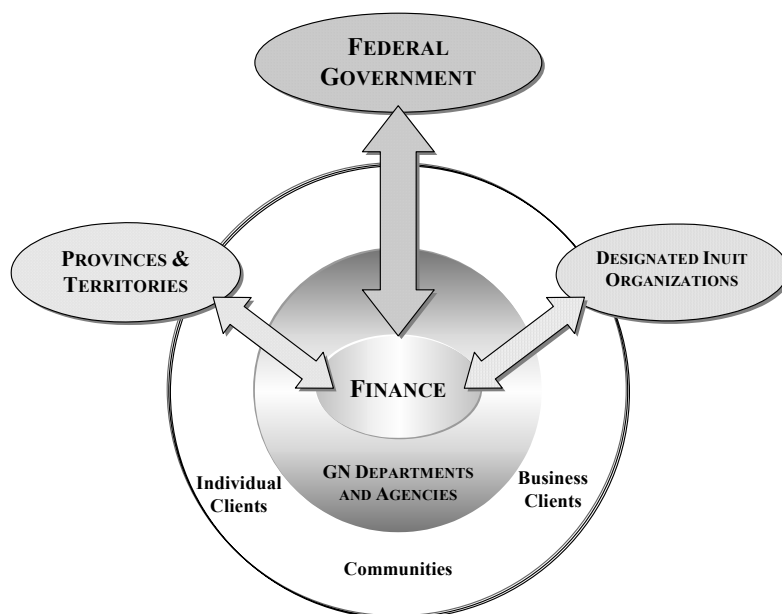 FEDERAL
GOVERNMENT
PROVINCES &
TERRITORIES
DESIGNATED INUIT
ORGANIZATIONS
FINANCE
GN DEPARTMENTS
AND AGENCIES
Individual
Clients
Business
Clients
Communities